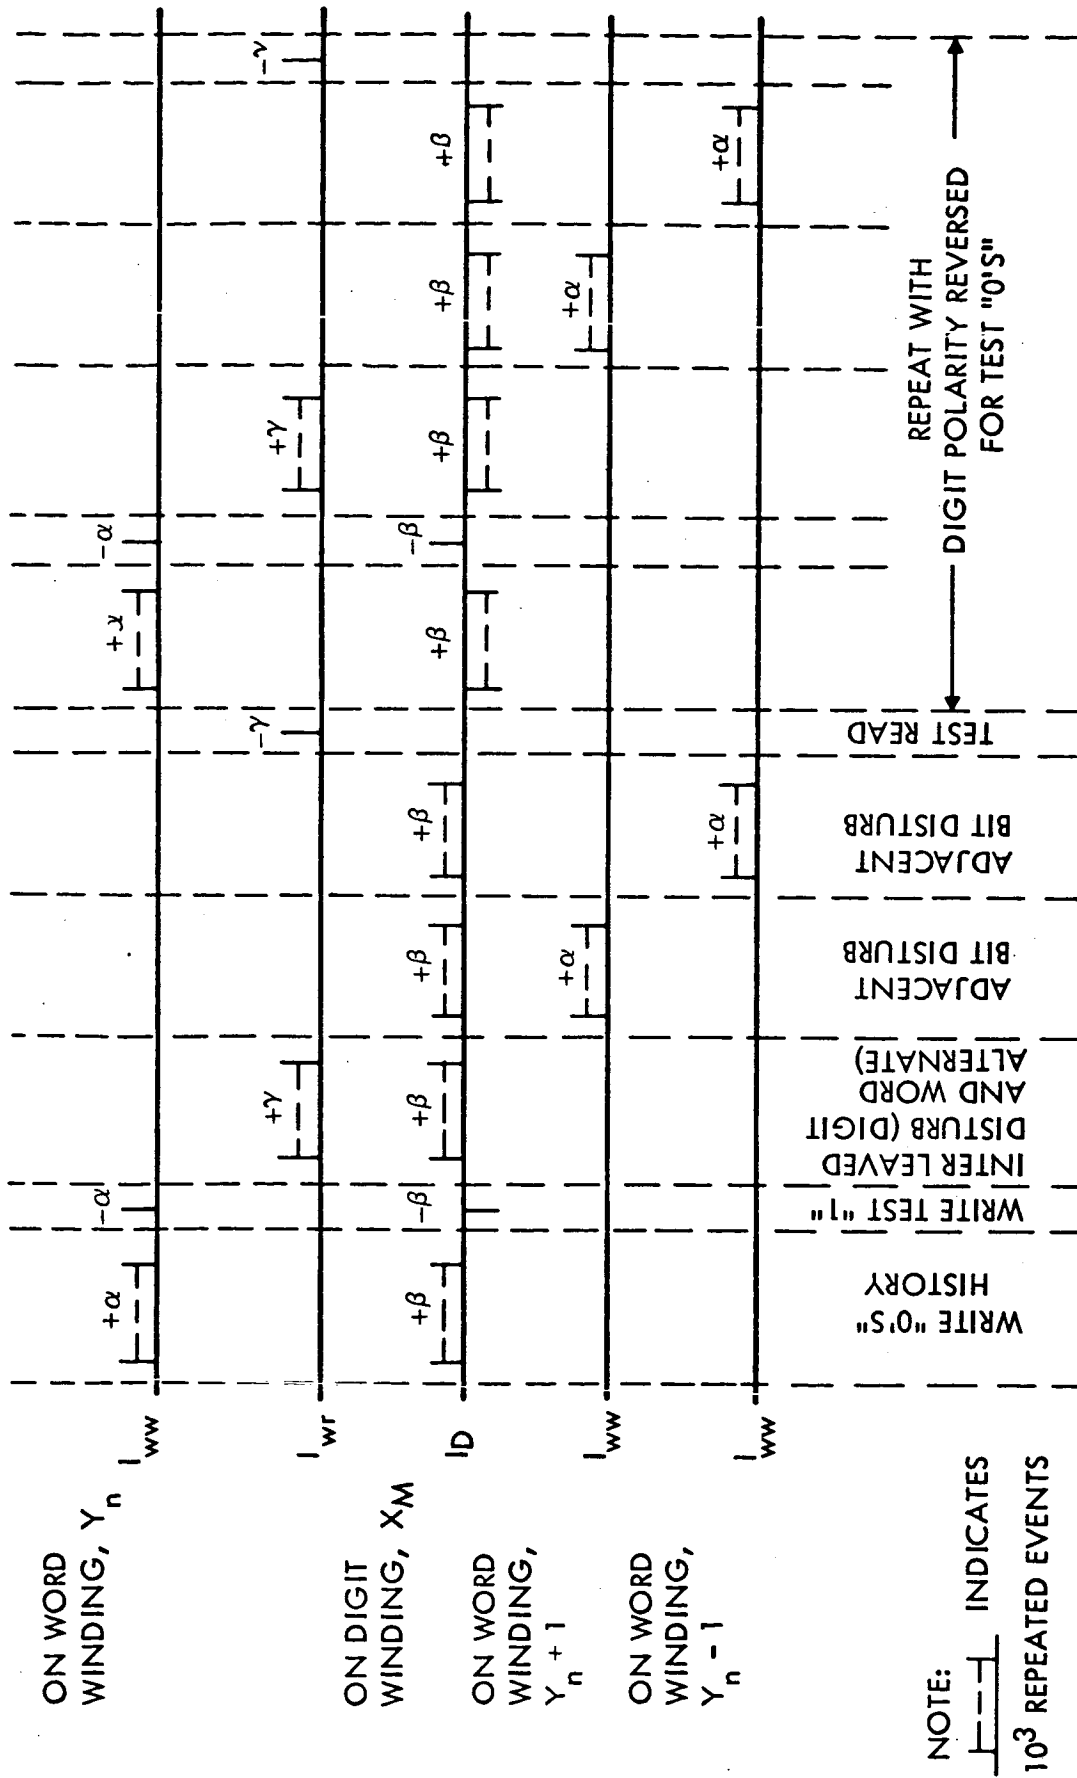 ON WORD
WINDING, Yn
Iww
+α
-α
+α
-α
Iwr
+γ
-γ
+γ
-γ
ON DIGIT
WINDING, XM
ID
+β
-β
+β
+β
+β
+β
-β
+β
+β
+β
ON WORD
WINDING,
Yn + 1
Iww
+α
+α
ON WORD
WINDING,
Yn - 1
Iww
+α
+α
WRITE "0'S"
HISTORY
WRITE TEST "1"
INTER LEAVED
DISTURB (DIGIT
AND WORD
ALTERNATE)
ADJACENT
BIT DISTURB
ADJACENT
BIT DISTURB
TEST READ
REPEAT WITH
DIGIT POLARITY REVERSED
FOR TEST "0'S"
NOTE:
INDICATES
10³ REPEATED EVENTS